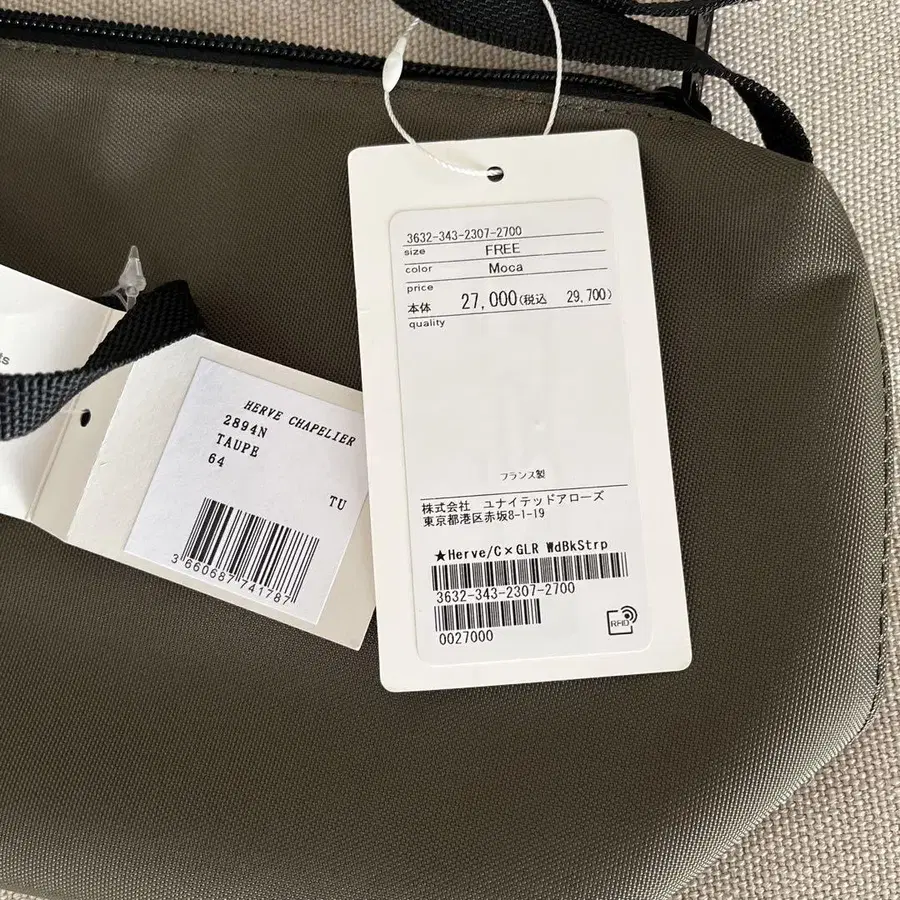 3632-343-2307-2700
size FREE
color Moca
price
本体 27,000(税込 29,700)
quality
フランス製
株式会社 ユナイテッドアローズ
東京都港区赤坂8-1-19
★Herve/C×GLR WdBkStrp
3632-343-2307-2700
0027000
RFID
HERVE CHAPELIER
2894N
TAUPE
64
TU
3 660687 741787